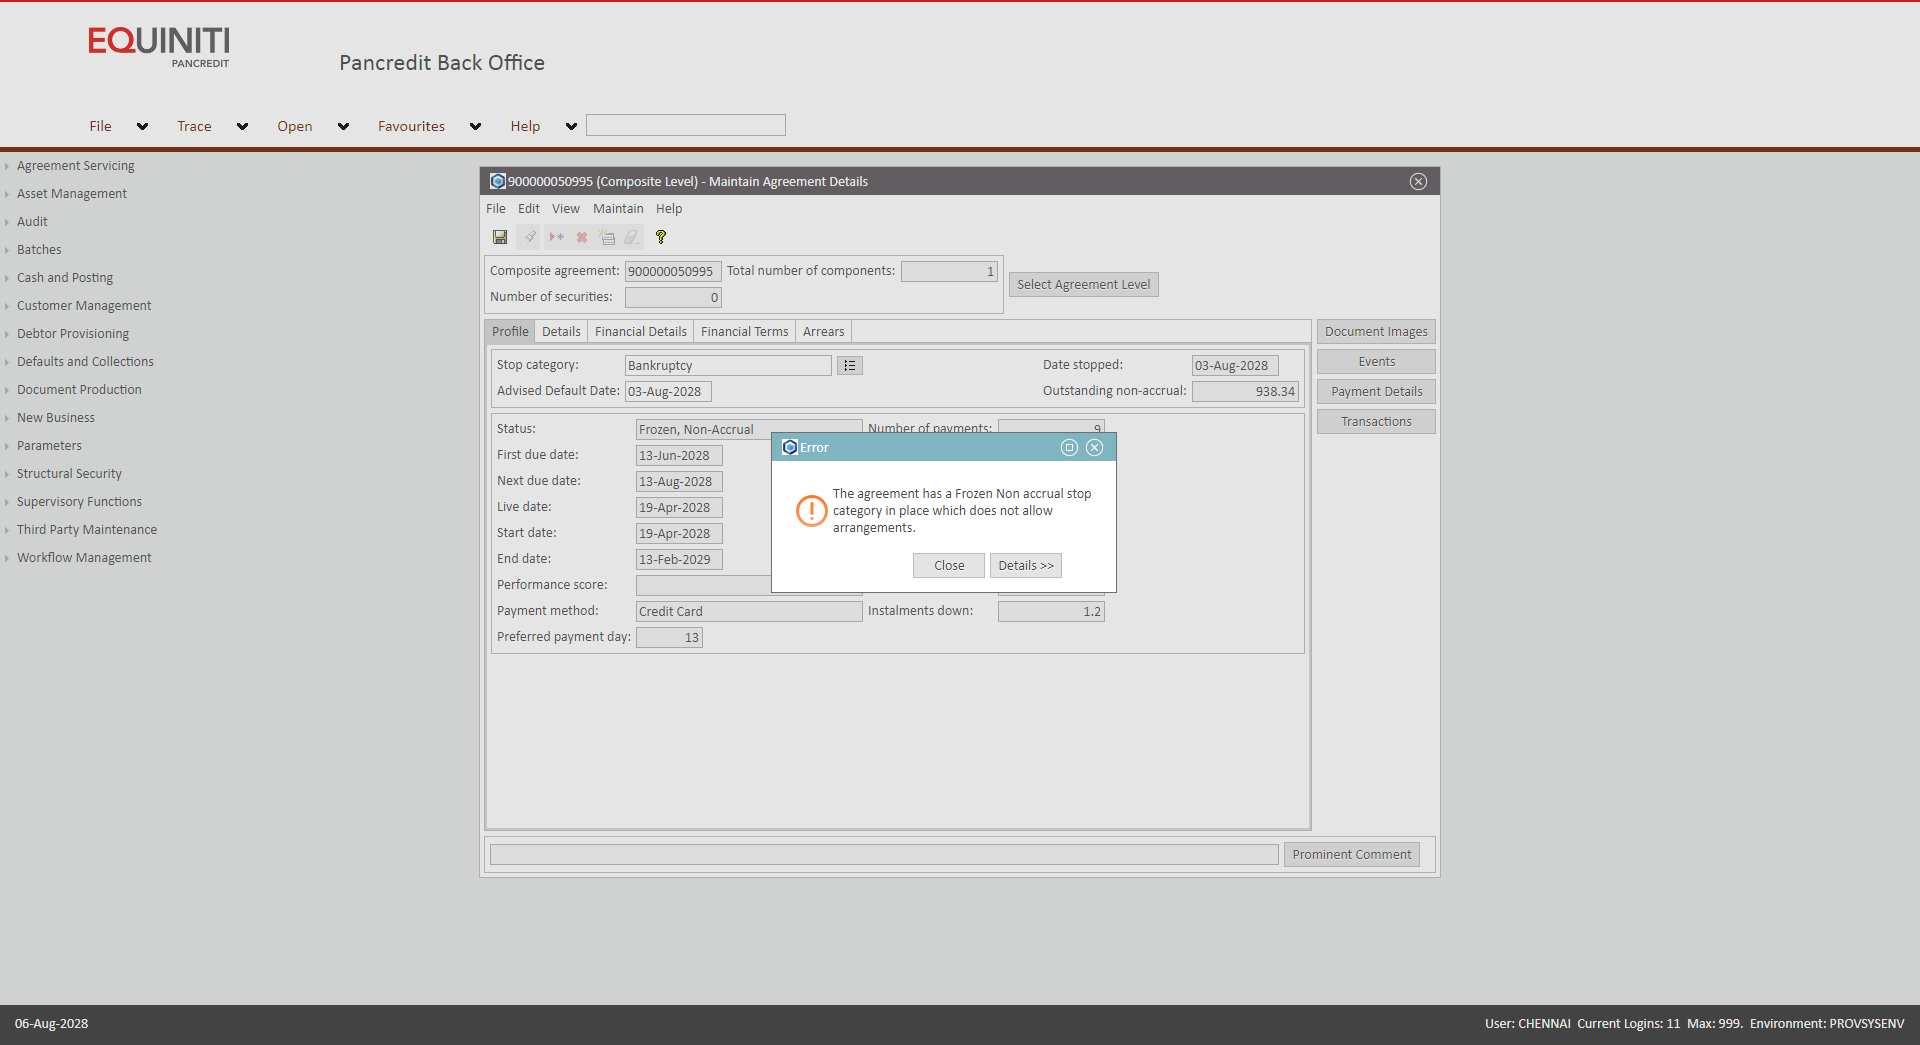 EQUINITI
PANCREDIT
Pancredit Back Office
File Trace Open Favourites Help
Agreement Servicing
Asset Management
Audit
Batches
Cash and Posting
Customer Management
Debtor Provisioning
Defaults and Collections
Document Production
New Business
Parameters
Structural Security
Supervisory Functions
Third Party Maintenance
Workflow Management
900000050995 (Composite Level) - Maintain Agreement Details
File Edit View Maintain Help
Composite agreement: 900000050995 Total number of components: 1
Number of securities: 0
Select Agreement Level
Profile Details Financial Details Financial Terms Arrears
Stop category: Bankruptcy Date stopped: 03-Aug-2028
Advised Default Date: 03-Aug-2028 Outstanding non-accrual: 938.34
Status: Frozen, Non-Accrual Number of payments: 9
First due date: 13-Jun-2028
Next due date: 13-Aug-2028
Live date: 19-Apr-2028
Start date: 19-Apr-2028
End date: 13-Feb-2029
Performance score:
Payment method: Credit Card Instalments down: 1.2
Preferred payment day: 13
Error
The agreement has a Frozen Non accrual stop
category in place which does not allow
arrangements.
Close Details >>
Document Images
Events
Payment Details
Transactions
Prominent Comment
06-Aug-2028
User: CHENNAI Current Logins: 11 Max: 999. Environment: PROVSYSENV